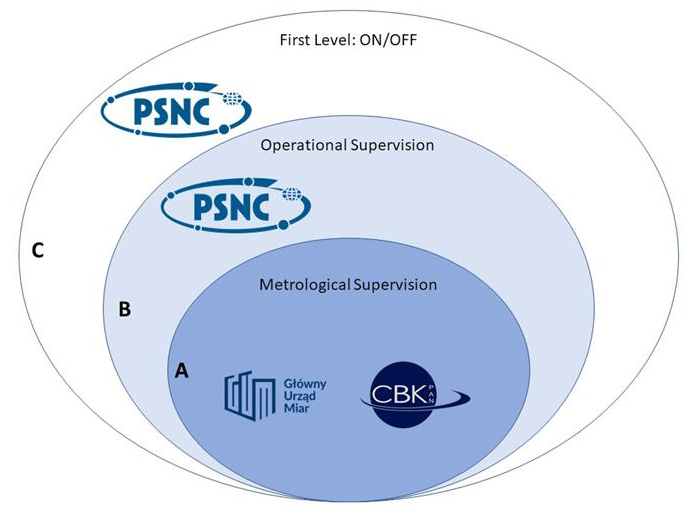 First Level: ON/OFF
PSNC
Operational Supervision
PSNC
C
Metrological Supervision
B
A
Główny
Urząd
Miar
CBK
PAN